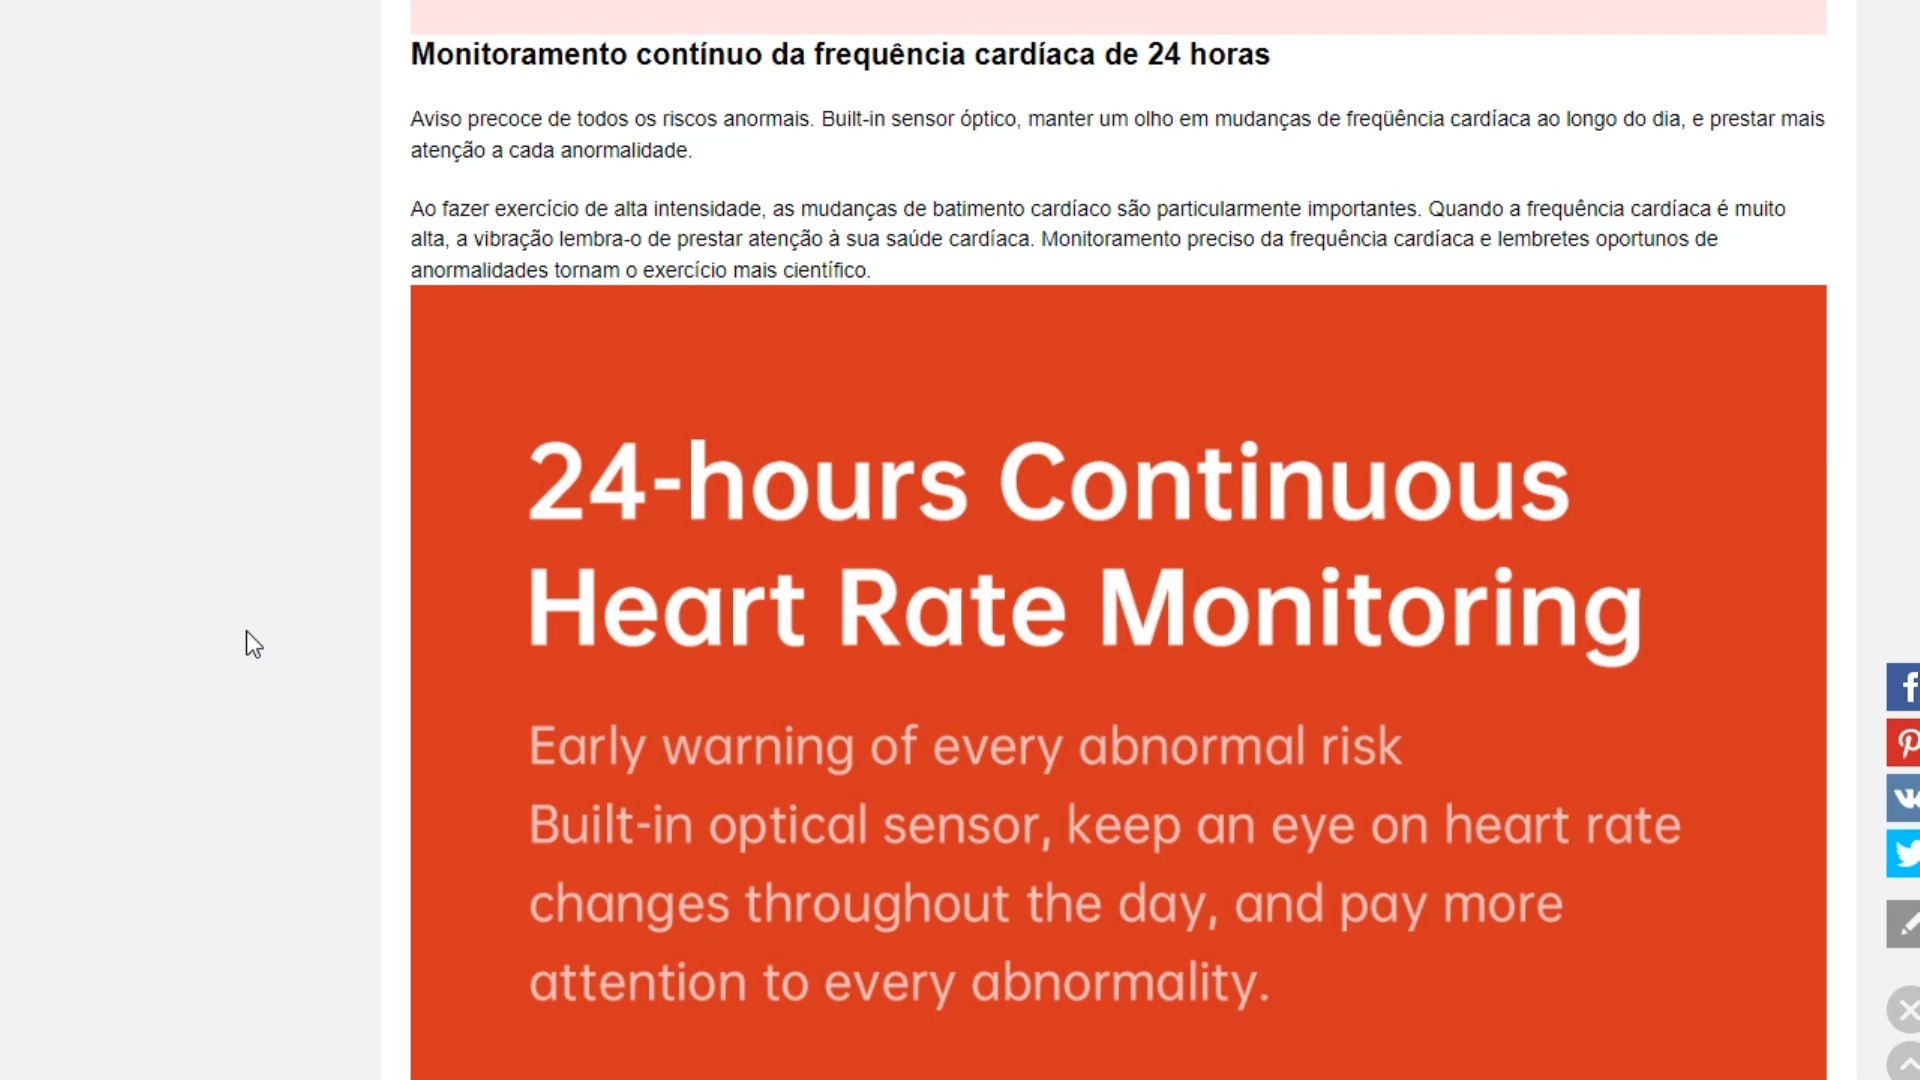 Monitoramento contínuo da frequência cardíaca de 24 horas
Aviso precoce de todos os riscos anormais. Built-in sensor óptico, manter um olho em mudanças de freqüência cardíaca ao longo do dia, e prestar mais
atenção a cada anormalidade.
Ao fazer exercício de alta intensidade, as mudanças de batimento cardíaco são particularmente importantes. Quando a frequência cardíaca é muito
alta, a vibração lembra-o de prestar atenção à sua saúde cardíaca. Monitoramento preciso da frequência cardíaca e lembretes oportunos de
anormalidades tornam o exercício mais científico.
24-hours Continuous
Heart Rate Monitoring
Early warning of every abnormal risk
Built-in optical sensor, keep an eye on heart rate
changes throughout the day, and pay more
attention to every abnormality.